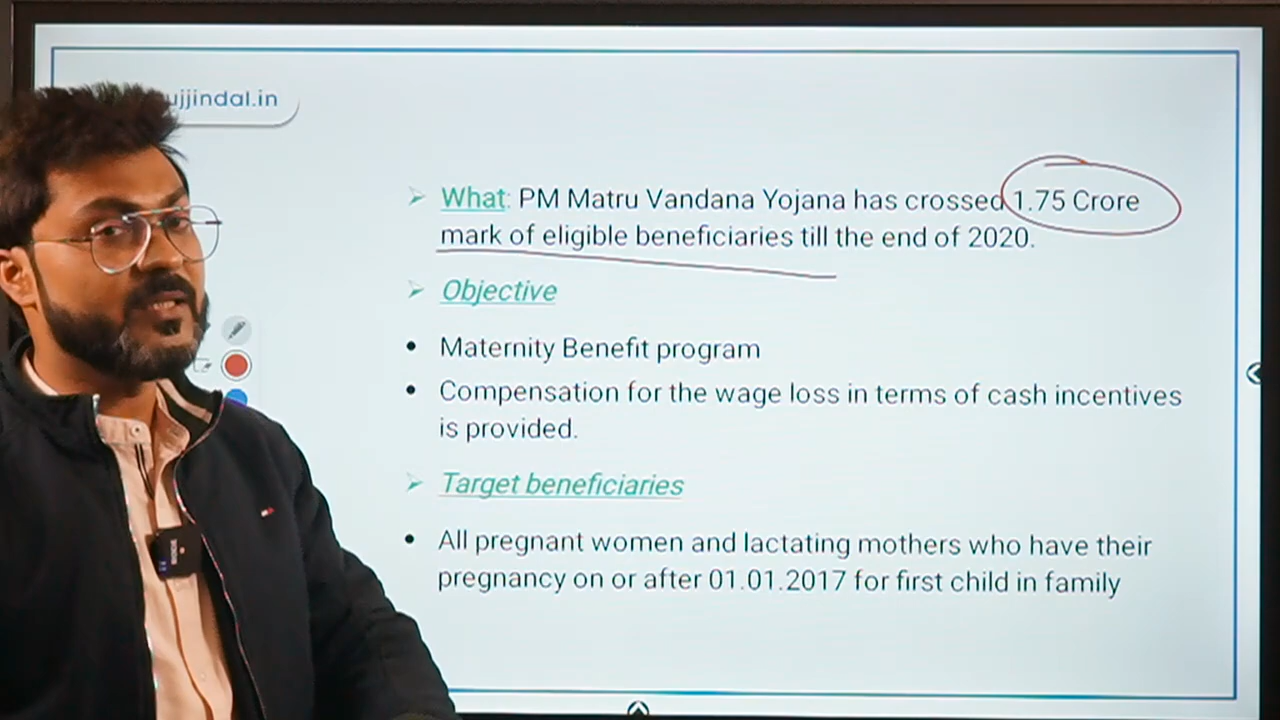 ujjindal.in
➢ What: PM Matru Vandana Yojana has crossed 1.75 Crore
mark of eligible beneficiaries till the end of 2020.
➢ Objective
• Maternity Benefit program
• Compensation for the wage loss in terms of cash incentives
is provided.
➢ Target beneficiaries
• All pregnant women and lactating mothers who have their
pregnancy on or after 01.01.2017 for first child in family